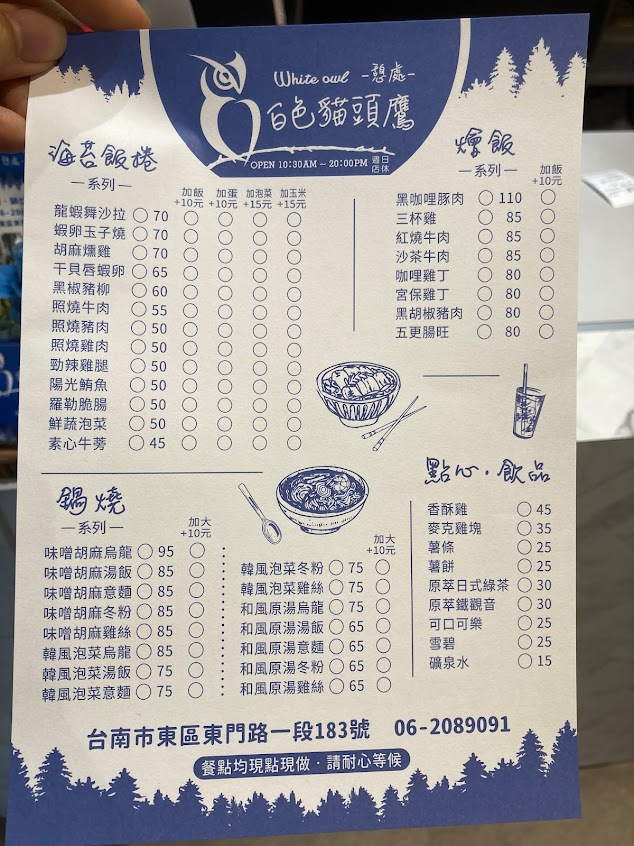 White owl -憩處-
白色貓頭鷹
OPEN 10:30AM ~ 20:00PM 週日店休
海苔飯捲
—系列—
加飯+10元 加蛋+10元 加泡菜+15元 加玉米+15元
龍蝦舞沙拉 70
蝦卵玉子燒 70
胡麻燻雞 70
干貝唇蝦卵 65
黑椒豬柳 60
照燒牛肉 55
照燒豬肉 50
照燒雞肉 50
勁辣雞腿 50
陽光鮪魚 50
羅勒脆腸 50
鮮蔬泡菜 50
素心牛蒡 45
燴飯
—系列—
加飯+10元
黑咖哩豚肉 110
三杯雞 85
紅燒牛肉 85
沙茶牛肉 85
咖哩雞丁 80
宮保雞丁 80
黑胡椒豬肉 80
五更腸旺 80
鍋燒
—系列—
加大+10元
味噌胡麻烏龍 95
味噌胡麻湯飯 85
味噌胡麻意麵 85
味噌胡麻冬粉 85
味噌胡麻雞絲 85
韓風泡菜烏龍 85
韓風泡菜湯飯 75
韓風泡菜意麵 75
加大+10元
韓風泡菜冬粉 75
韓風泡菜雞絲 75
和風原湯烏龍 75
和風原湯湯飯 65
和風原湯意麵 65
和風原湯冬粉 65
和風原湯雞絲 65
點心.飲品
香酥雞 45
麥克雞塊 35
薯條 25
薯餅 25
原萃日式綠茶 30
原萃鐵觀音 30
可口可樂 25
雪碧 25
礦泉水 15
台南市東區東門路一段183號 06-2089091
餐點均現點現做．請耐心等候